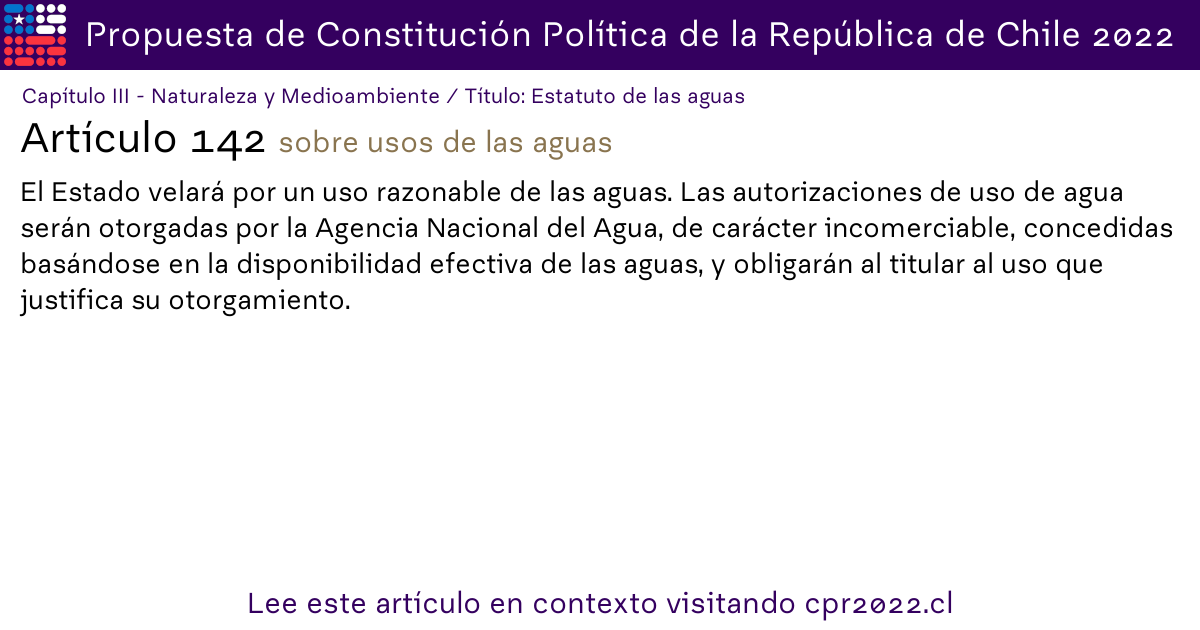 Propuesta de Constitución Política de la República de Chile 2022
Capítulo III - Naturaleza y Medioambiente / Título: Estatuto de las aguas
Artículo 142 sobre usos de las aguas
El Estado velará por un uso razonable de las aguas. Las autorizaciones de uso de agua
serán otorgadas por la Agencia Nacional del Agua, de carácter incomerciable, concedidas
basándose en la disponibilidad efectiva de las aguas, y obligarán al titular al uso que
justifica su otorgamiento.
Lee este artículo en contexto visitando cpr2022.cl